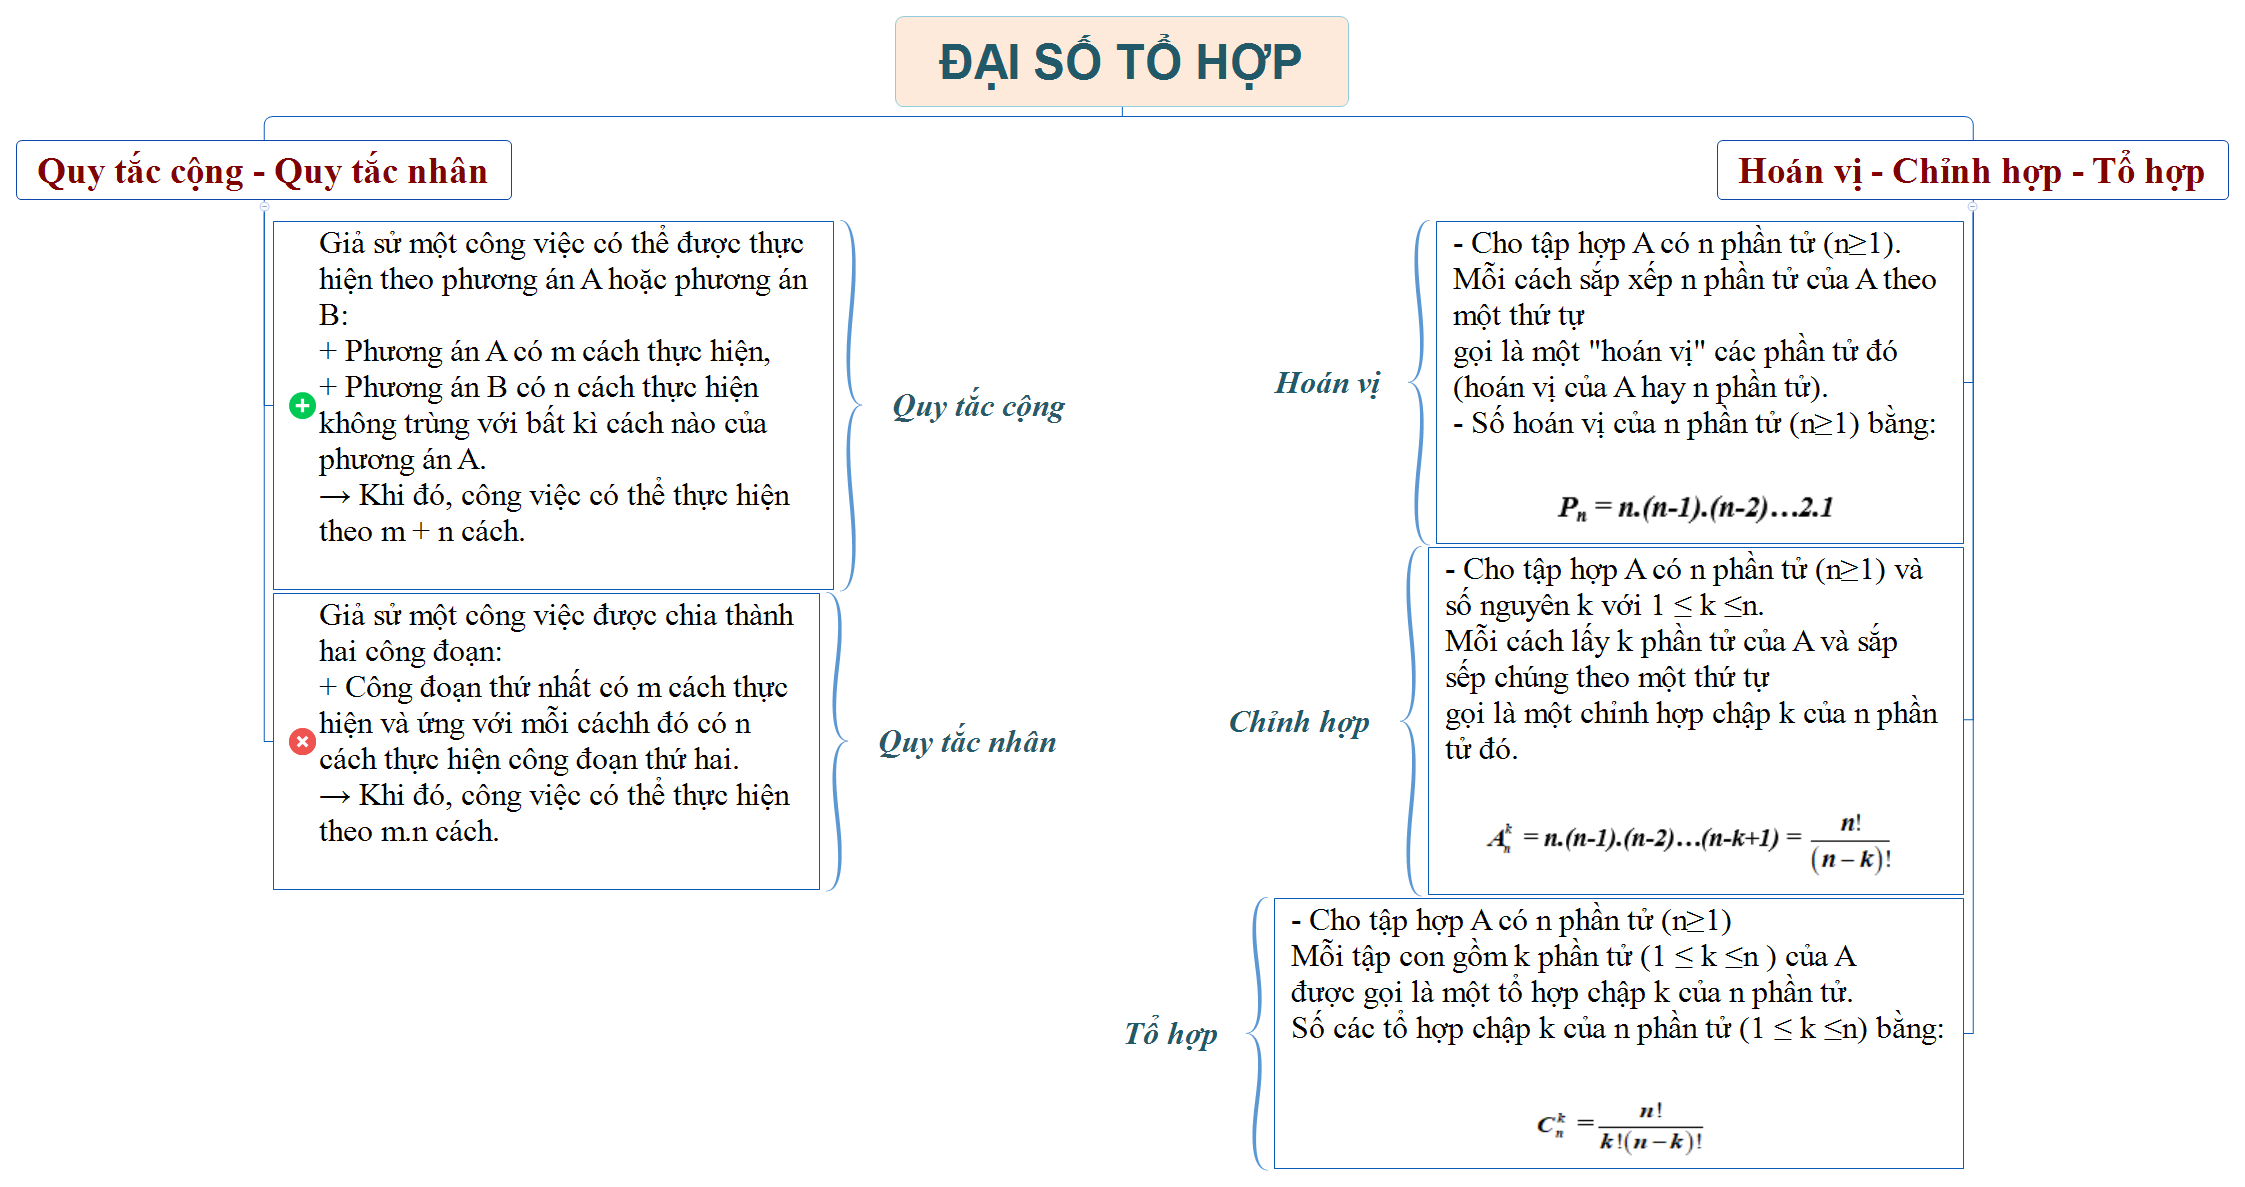 ĐẠI SỐ TỔ HỢP
Quy tắc cộng - Quy tắc nhân
Giả sử một công việc có thể được thực
hiện theo phương án A hoặc phương án
B:
+ Phương án A có m cách thực hiện,
+ Phương án B có n cách thực hiện
không trùng với bất kì cách nào của
phương án A.
→ Khi đó, công việc có thể thực hiện
theo m + n cách.
Quy tắc cộng
Giả sử một công việc được chia thành
hai công đoạn:
+ Công đoạn thứ nhất có m cách thực
hiện và ứng với mỗi cáchh đó có n
cách thực hiện công đoạn thứ hai.
→ Khi đó, công việc có thể thực hiện
theo m.n cách.
Quy tắc nhân
Hoán vị - Chỉnh hợp - Tổ hợp
Hoán vị
- Cho tập hợp A có n phần tử (n≥1).
Mỗi cách sắp xếp n phần tử của A theo
một thứ tự
gọi là một "hoán vị" các phần tử đó
(hoán vị của A hay n phần tử).
- Số hoán vị của n phần tử (n≥1) bằng:
P_n = n.(n-1).(n-2)…2.1
Chỉnh hợp
- Cho tập hợp A có n phần tử (n≥1) và
số nguyên k với 1 ≤ k ≤n.
Mỗi cách lấy k phần tử của A và sắp
sếp chúng theo một thứ tự
gọi là một chỉnh hợp chập k của n phần
tử đó.
A_n^k = n.(n-1).(n-2)…(n-k+1) = n!/(n-k)!
Tổ hợp
- Cho tập hợp A có n phần tử (n≥1)
Mỗi tập con gồm k phần tử (1 ≤ k ≤n ) của A
được gọi là một tổ hợp chập k của n phần tử.
Số các tổ hợp chập k của n phần tử (1 ≤ k ≤n) bằng:
C_n^k = n!/k!(n-k)!